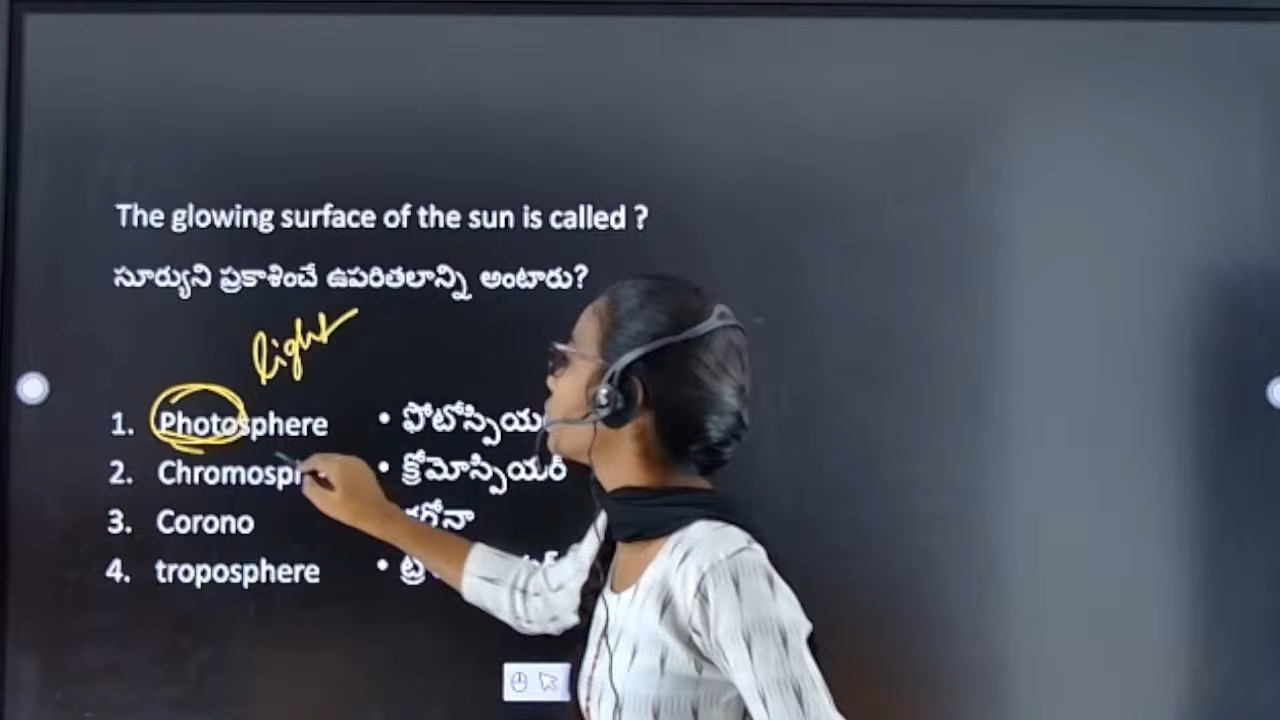 The glowing surface of the sun is called ?
సూర్యుని ప్రకాశించే ఉపరితలాన్ని అంటారు?
light
1. Photosphere
2.
3. Corono
4. troposphere
• 
• క్రోమోస్పియర్